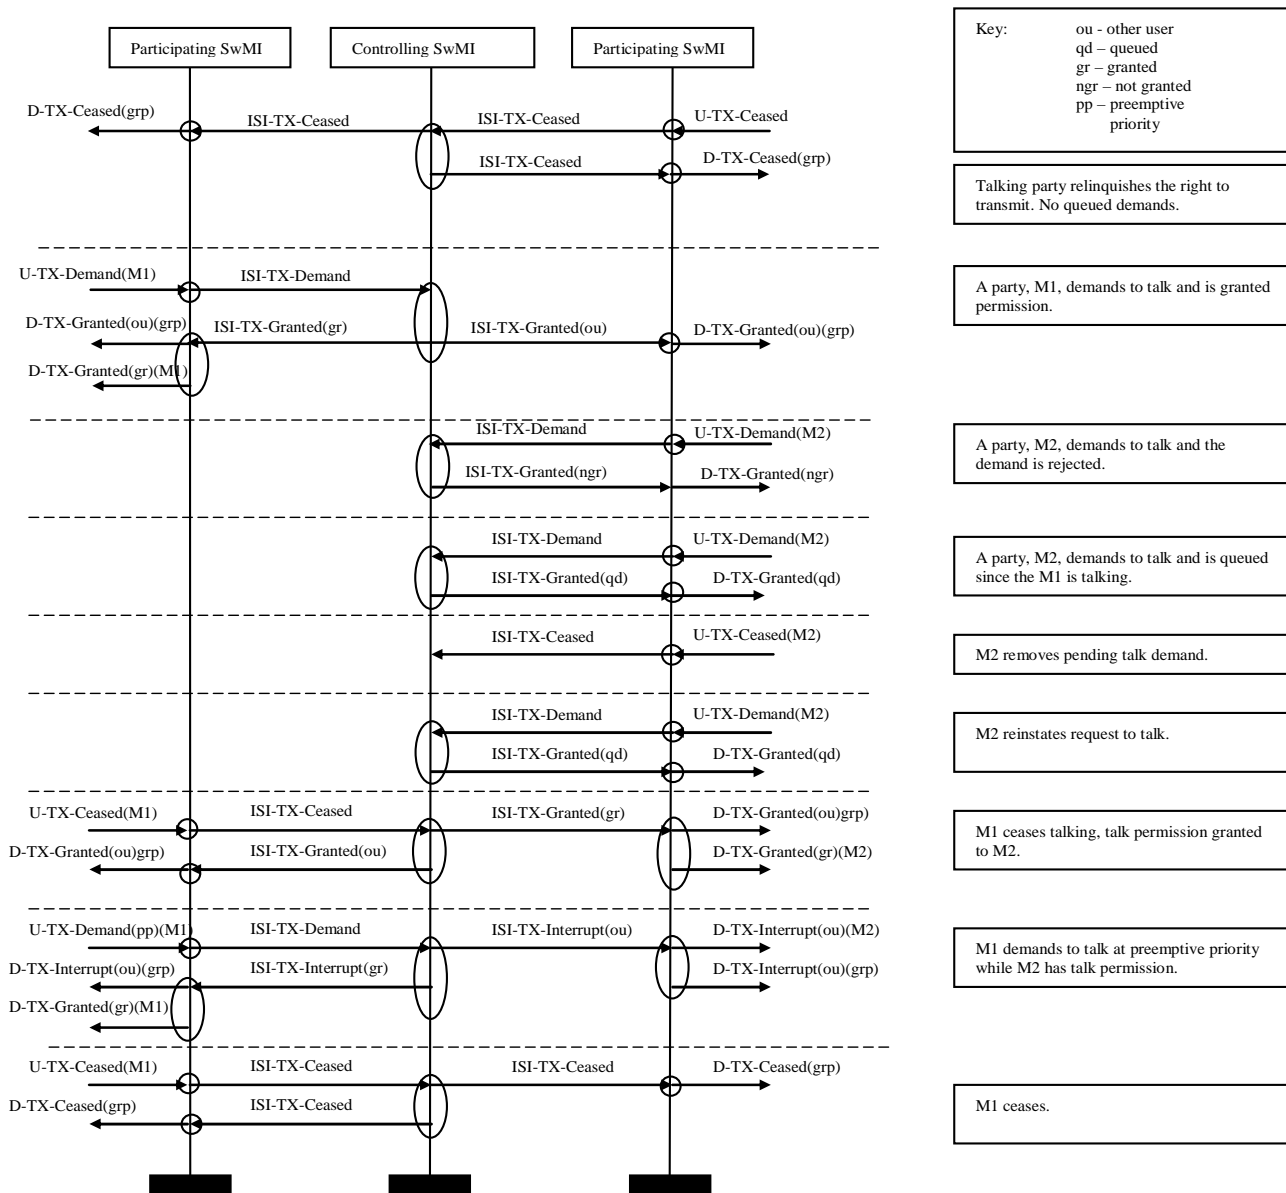 Participating SwMI
Controlling SwMI
Participating SwMI
Key: ou - other user
qd – queued
gr – granted
ngr – not granted
pp – preemptive
priority
D-TX-Ceased(grp)
ISI-TX-Ceased
ISI-TX-Ceased
U-TX-Ceased
ISI-TX-Ceased
D-TX-Ceased(grp)
Talking party relinquishes the right to
transmit. No queued demands.
U-TX-Demand(M1)
ISI-TX-Demand
D-TX-Granted(ou)(grp)
ISI-TX-Granted(gr)
ISI-TX-Granted(ou)
D-TX-Granted(ou)(grp)
D-TX-Granted(gr)(M1)
A party, M1, demands to talk and is granted
permission.
ISI-TX-Demand
U-TX-Demand(M2)
ISI-TX-Granted(ngr)
D-TX-Granted(ngr)
A party, M2, demands to talk and the
demand is rejected.
ISI-TX-Demand
U-TX-Demand(M2)
ISI-TX-Granted(qd)
D-TX-Granted(qd)
A party, M2, demands to talk and is queued
since the M1 is talking.
ISI-TX-Ceased
U-TX-Ceased(M2)
M2 removes pending talk demand.
ISI-TX-Demand
U-TX-Demand(M2)
ISI-TX-Granted(qd)
D-TX-Granted(qd)
M2 reinstates request to talk.
U-TX-Ceased(M1)
ISI-TX-Ceased
ISI-TX-Granted(gr)
D-TX-Granted(ou)grp)
D-TX-Granted(ou)grp)
ISI-TX-Granted(ou)
D-TX-Granted(gr)(M2)
M1 ceases talking, talk permission granted
to M2.
U-TX-Demand(pp)(M1)
ISI-TX-Demand
ISI-TX-Interrupt(ou)
D-TX-Interrupt(ou)(M2)
D-TX-Interrupt(ou)(grp)
ISI-TX-Interrupt(gr)
D-TX-Interrupt(ou)(grp)
D-TX-Granted(gr)(M1)
M1 demands to talk at preemptive priority
while M2 has talk permission.
U-TX-Ceased(M1)
ISI-TX-Ceased
ISI-TX-Ceased
D-TX-Ceased(grp)
D-TX-Ceased(grp)
ISI-TX-Ceased
M1 ceases.